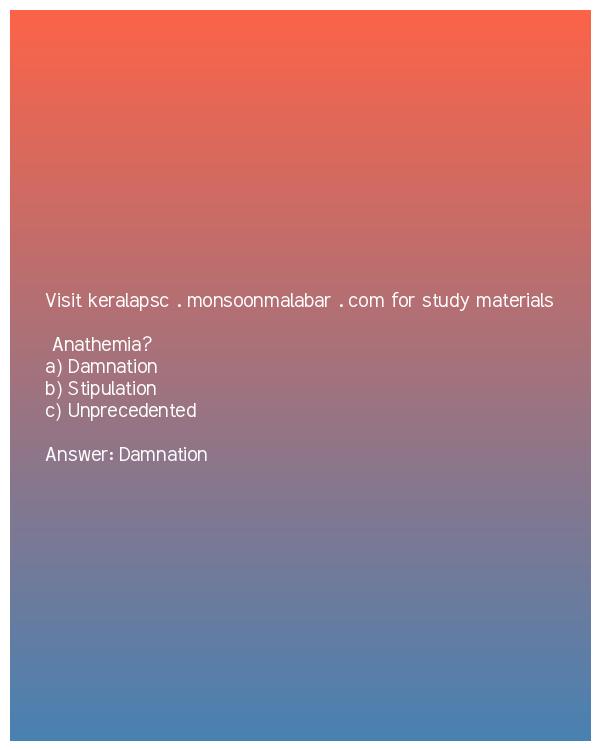 Visit keralapsc . monsoonmalabar . com for study materials
Anathemia?
a) Damnation
b) Stipulation
c) Unprecedented
Answer: Damnation